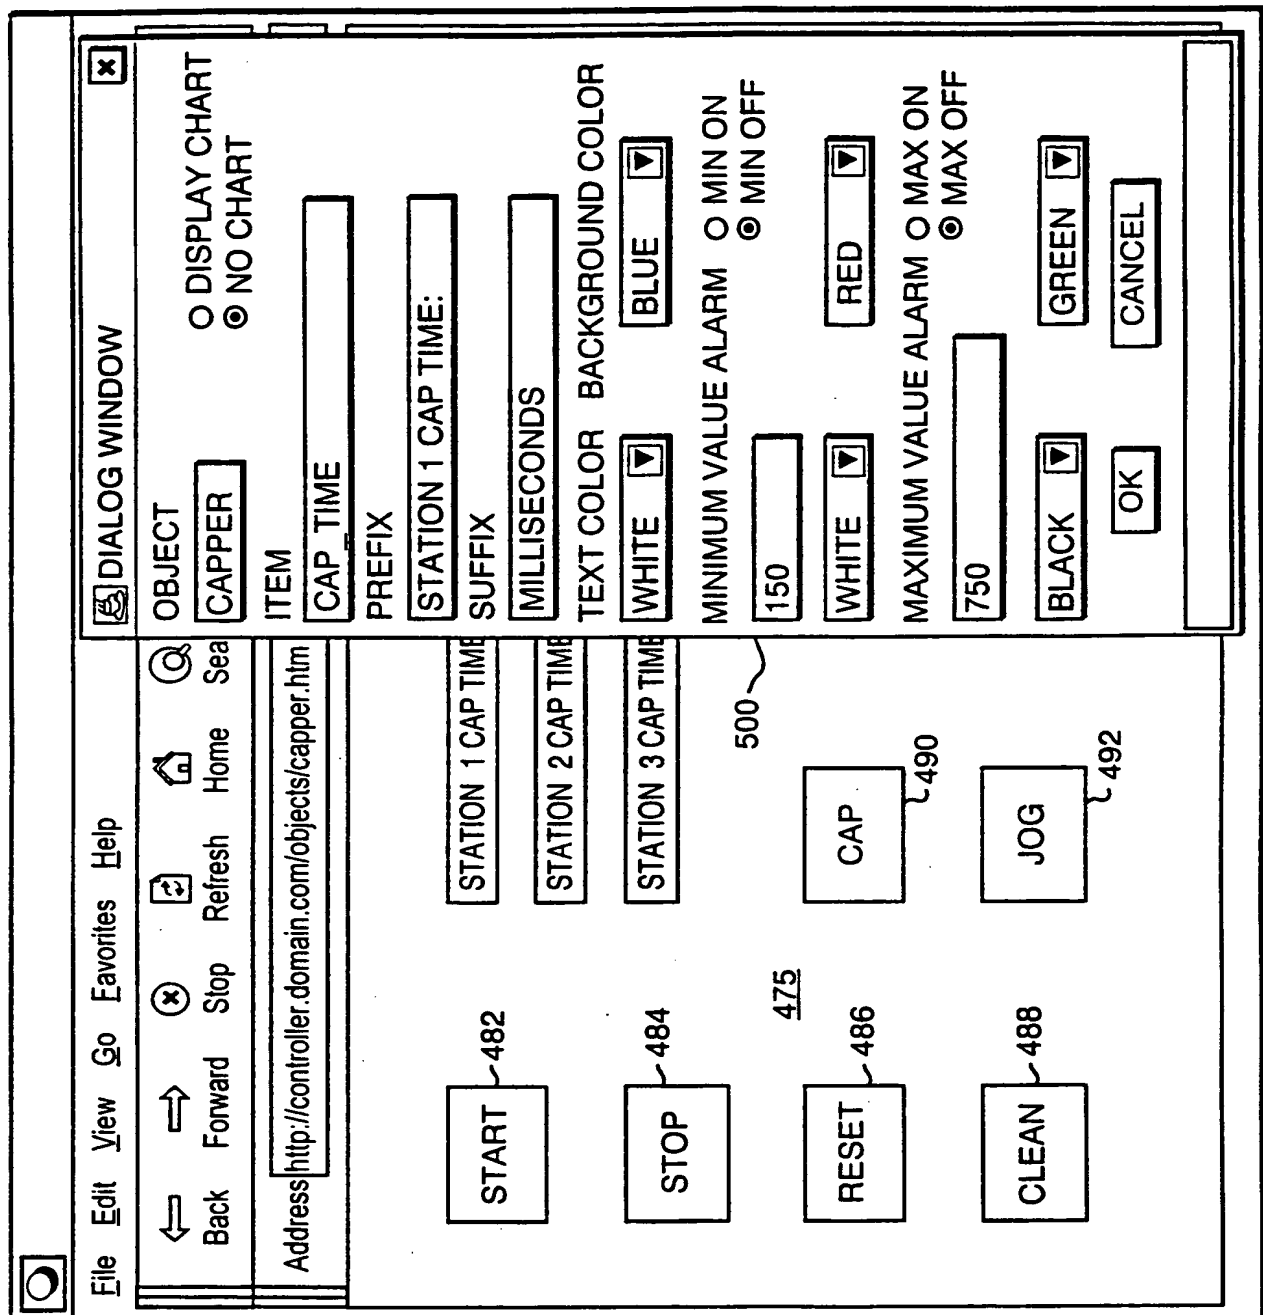 File Edit View Go Favorites Help
Back Forward Stop Refresh Home Sea
Address http://controller.domain.com/objects/capper.htm
START 482
STOP 484
475
RESET 486
CLEAN 488
STATION 1 CAP TIME
STATION 2 CAP TIME
STATION 3 CAP TIME
500
CAP 490
JOG 492
DIALOG WINDOW
OBJECT
DISPLAY CHART
CAPPER
NO CHART
ITEM
CAP_TIME
PREFIX
STATION 1 CAP TIME:
SUFFIX
MILLISECONDS
TEXT COLOR BACKGROUND COLOR
WHITE BLUE
MINIMUM VALUE ALARM MIN ON
MIN OFF
150
WHITE RED
MAXIMUM VALUE ALARM MAX ON
MAX OFF
750
BLACK GREEN
OK CANCEL